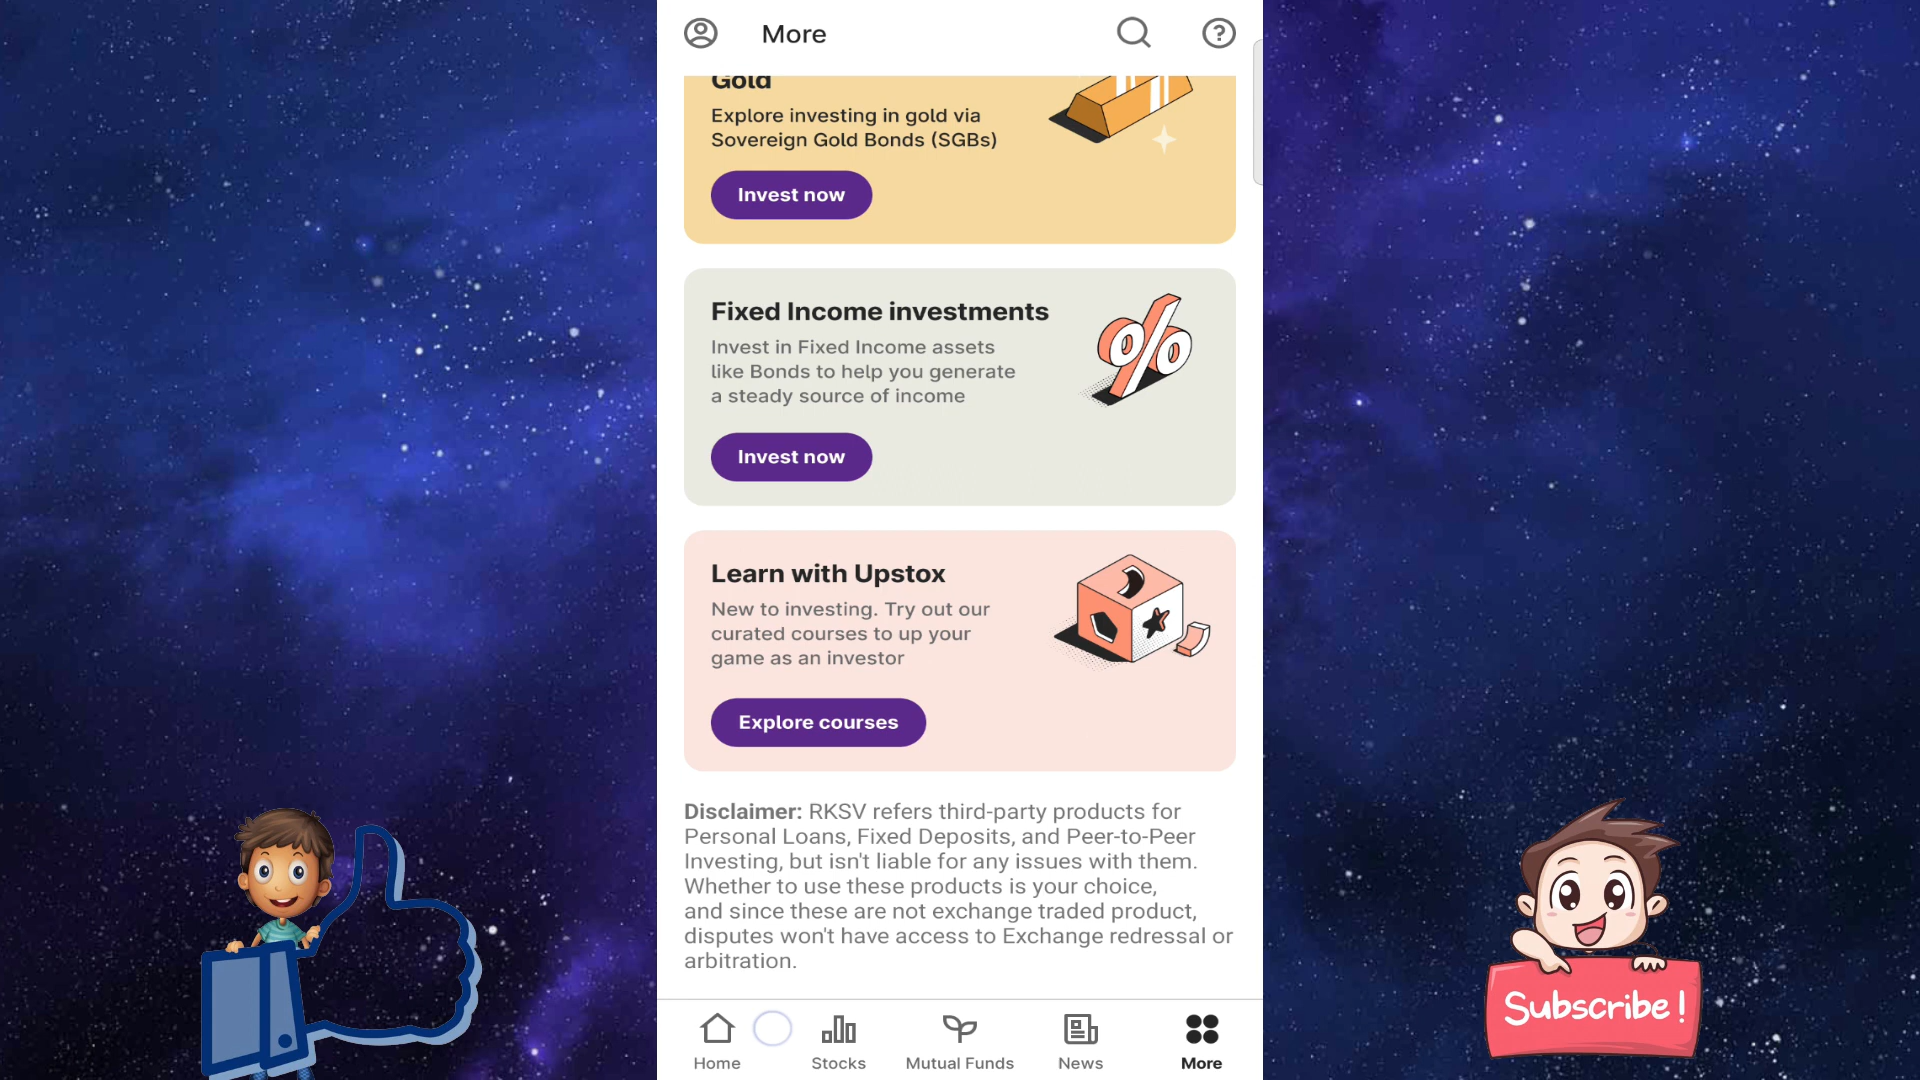 More
Gold
Explore investing in gold via
Sovereign Gold Bonds (SGBs)
Invest now
Fixed Income investments
Invest in Fixed Income assets
like Bonds to help you generate
a steady source of income
Invest now
Learn with Upstox
New to investing. Try out our
curated courses to up your
game as an investor
Explore courses
Disclaimer: RKSV refers third-party products for
Personal Loans, Fixed Deposits, and Peer-to-Peer
Investing, but isn't liable for any issues with them.
Whether to use these products is your choice,
and since these are not exchange traded product,
disputes won't have access to Exchange redressal or
arbitration.
Subscribe!
Home
Stocks
Mutual Funds
News
More